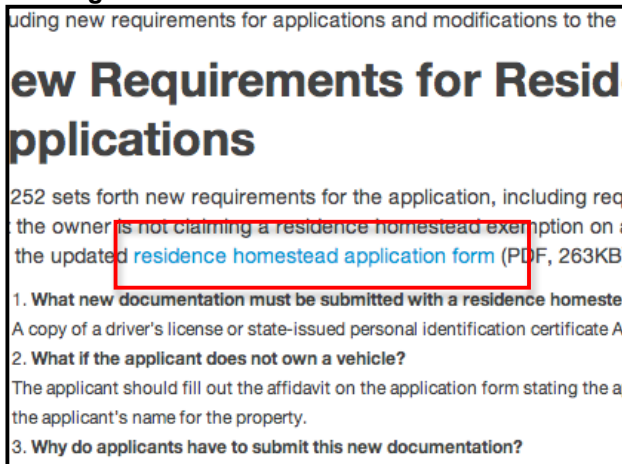 uding new requirements for applications and modifications to the
ew Requirements for Resid
pplications
252 sets forth new requirements for the application, including req
the owner is not claiming a residence homestead exemption on a
the updated residence homestead application form (PDF, 263KB
1. What new documentation must be submitted with a residence homeste
A copy of a driver's license or state-issued personal identification certificate A
2. What if the applicant does not own a vehicle?
The applicant should fill out the affidavit on the application form stating the a
the applicant's name for the property.
3. Why do applicants have to submit this new documentation?